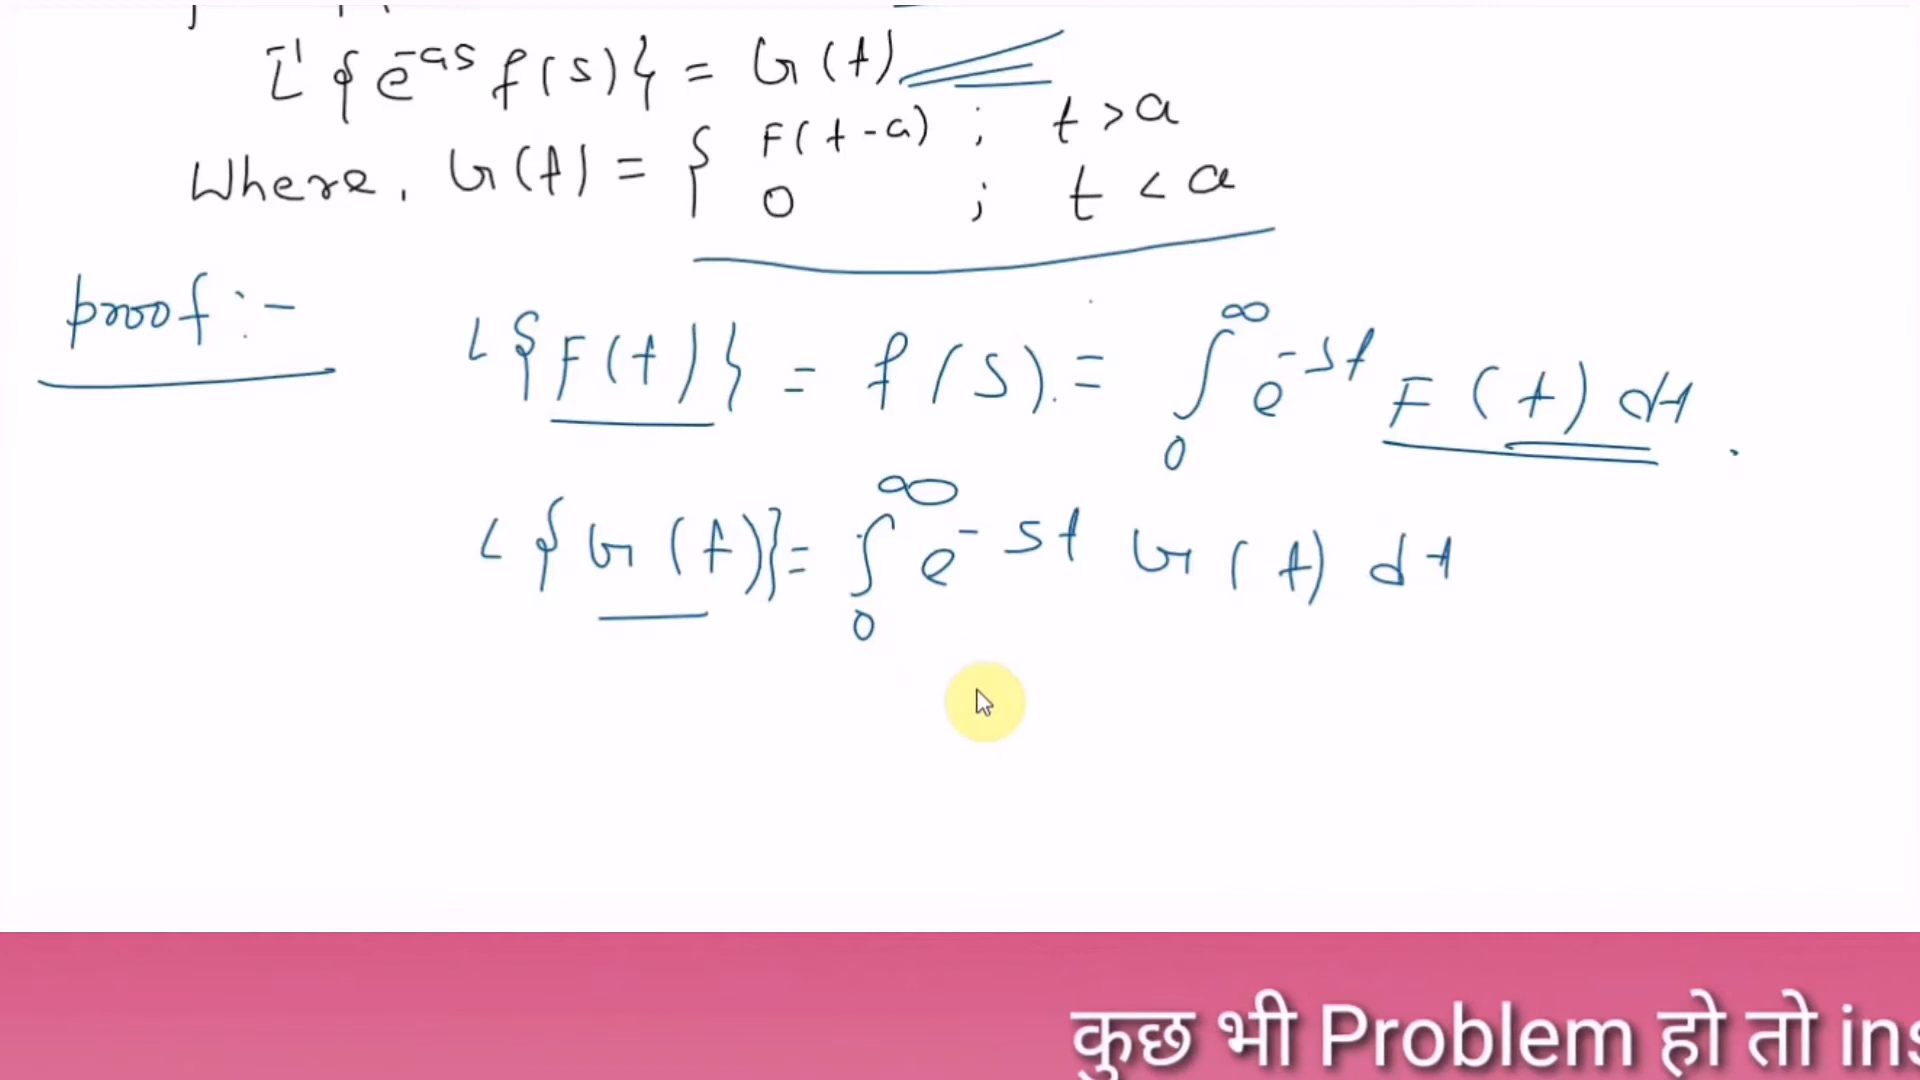 L⁻¹ { e⁻ᵃˢ f(s) } = G(t)
Where, G(t) = { F(t-a) ; t > a
0 ; t < a
proof :-
L{F(t)} = f(s) = ∫₀^∞ e^-st F(t) dt .
L{G(t)} = ∫₀^∞ e^-st G(t) dt
कुछ भी Problem हो तो ins